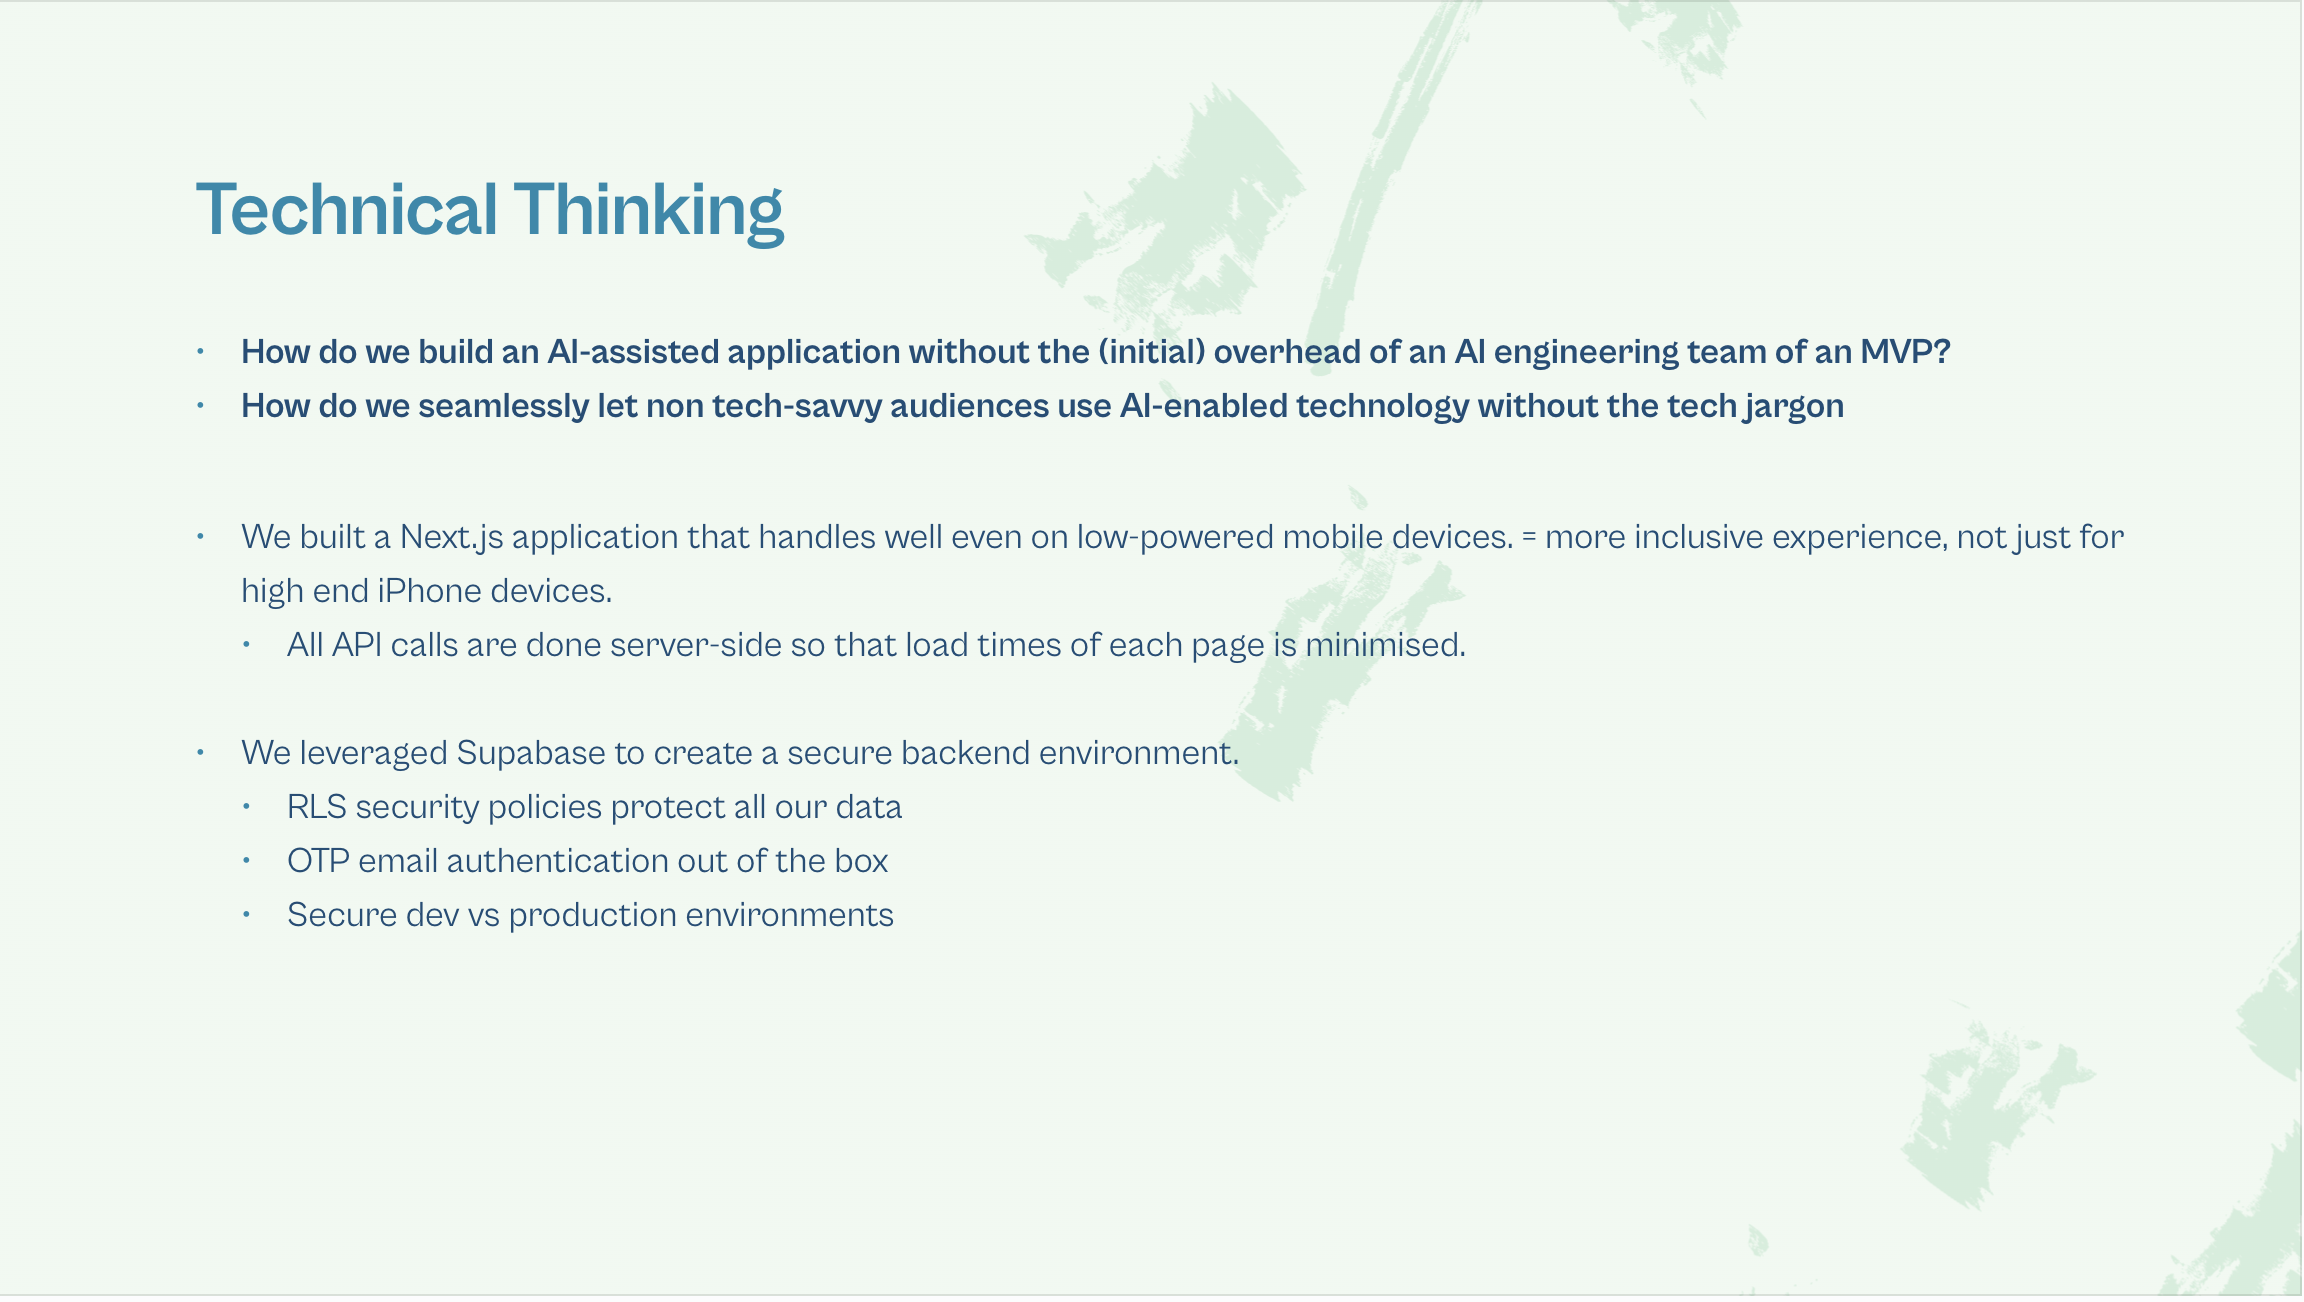 Technical Thinking
• How do we build an AI-assisted application without the (initial) overhead of an AI engineering team of an MVP?
• How do we seamlessly let non tech-savvy audiences use AI-enabled technology without the tech jargon
• We built a Next.js application that handles well even on low-powered mobile devices. = more inclusive experience, not just for
high end iPhone devices.
• All API calls are done server-side so that load times of each page is minimised.
• We leveraged Supabase to create a secure backend environment.
• RLS security policies protect all our data
• OTP email authentication out of the box
• Secure dev vs production environments